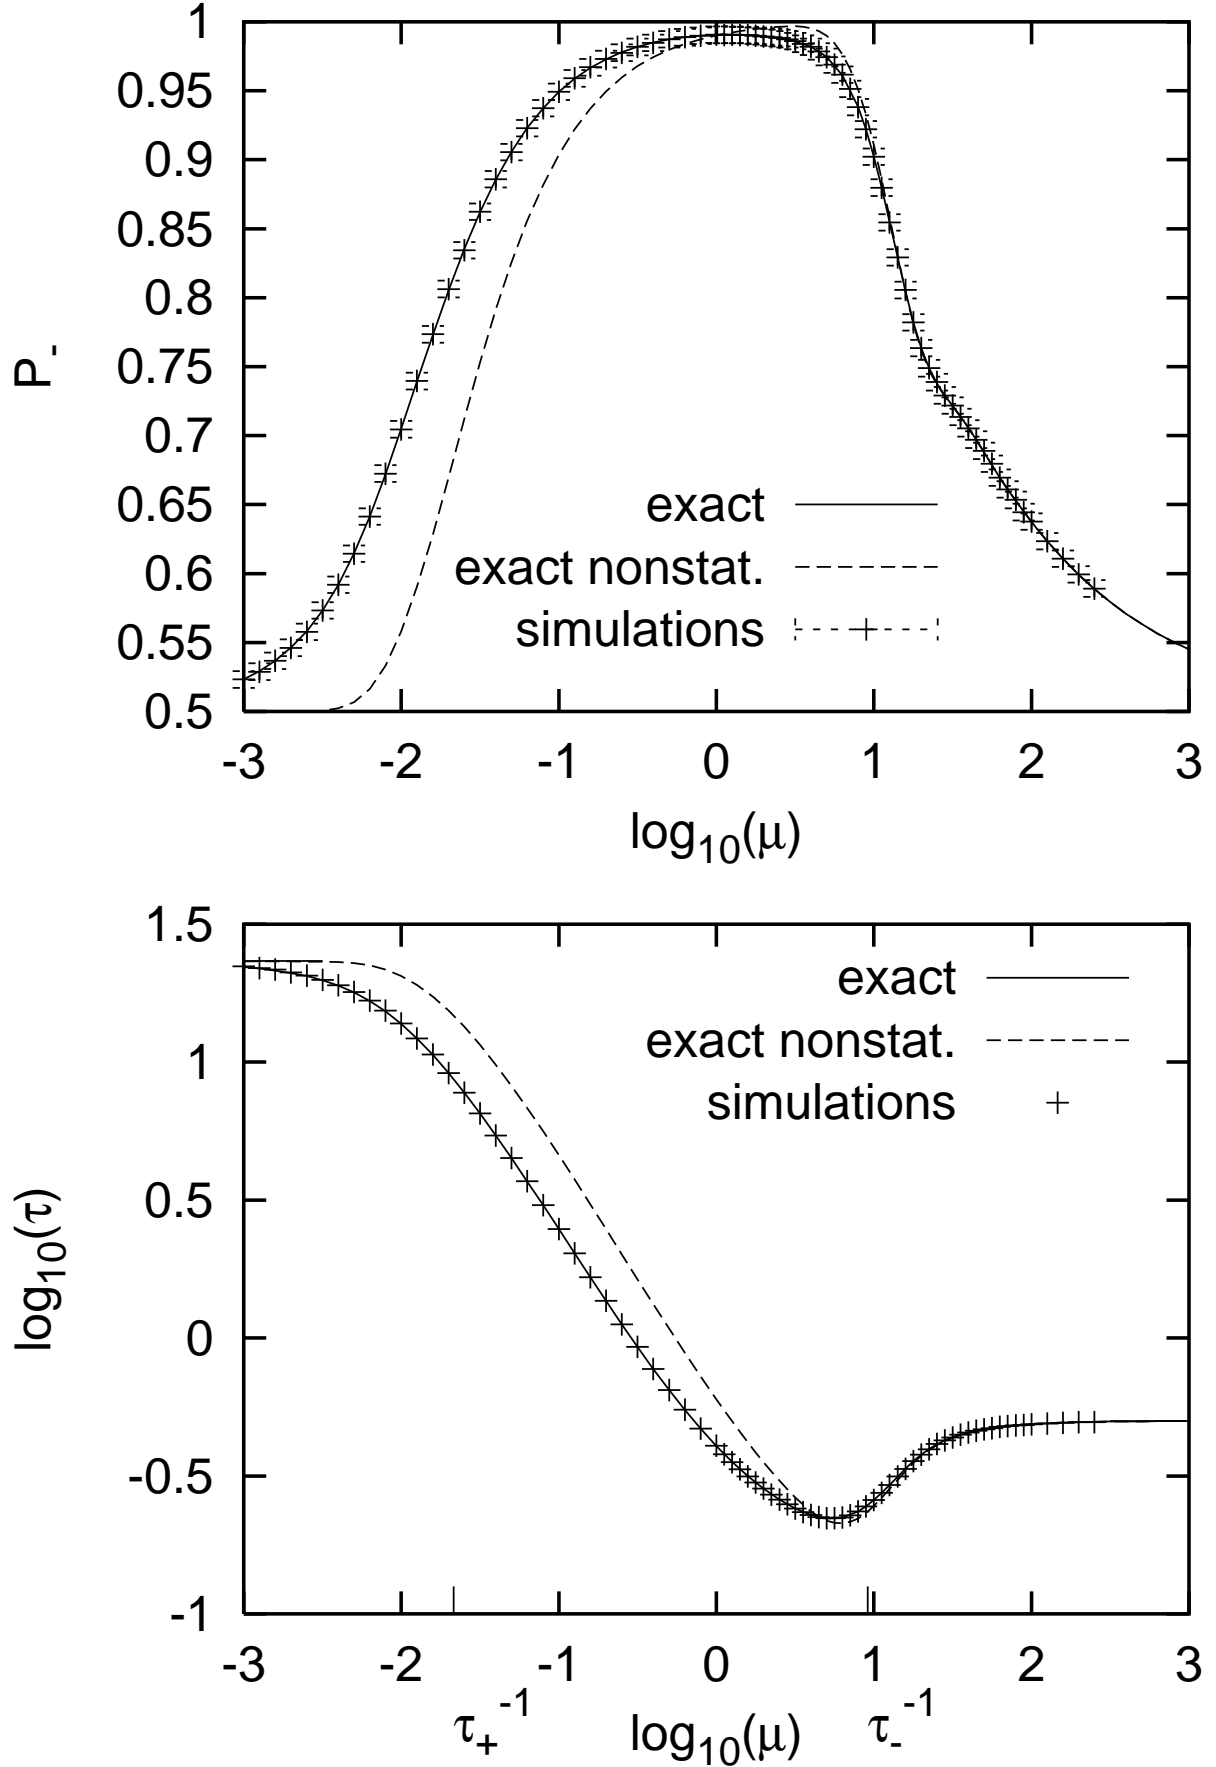 1
0.95
0.9
0.85
0.8
0.75
0.7
0.65
0.6
0.55
0.5
P-
exact
exact nonstat.
simulations
-3 -2 -1 0 1 2 3
log10(μ)
1.5
1
0.5
0
-0.5
-1
log10(τ)
exact
exact nonstat.
simulations
-3 -2 -1 0 1 2 3
τ+^-1 log10(μ) τ-^-1